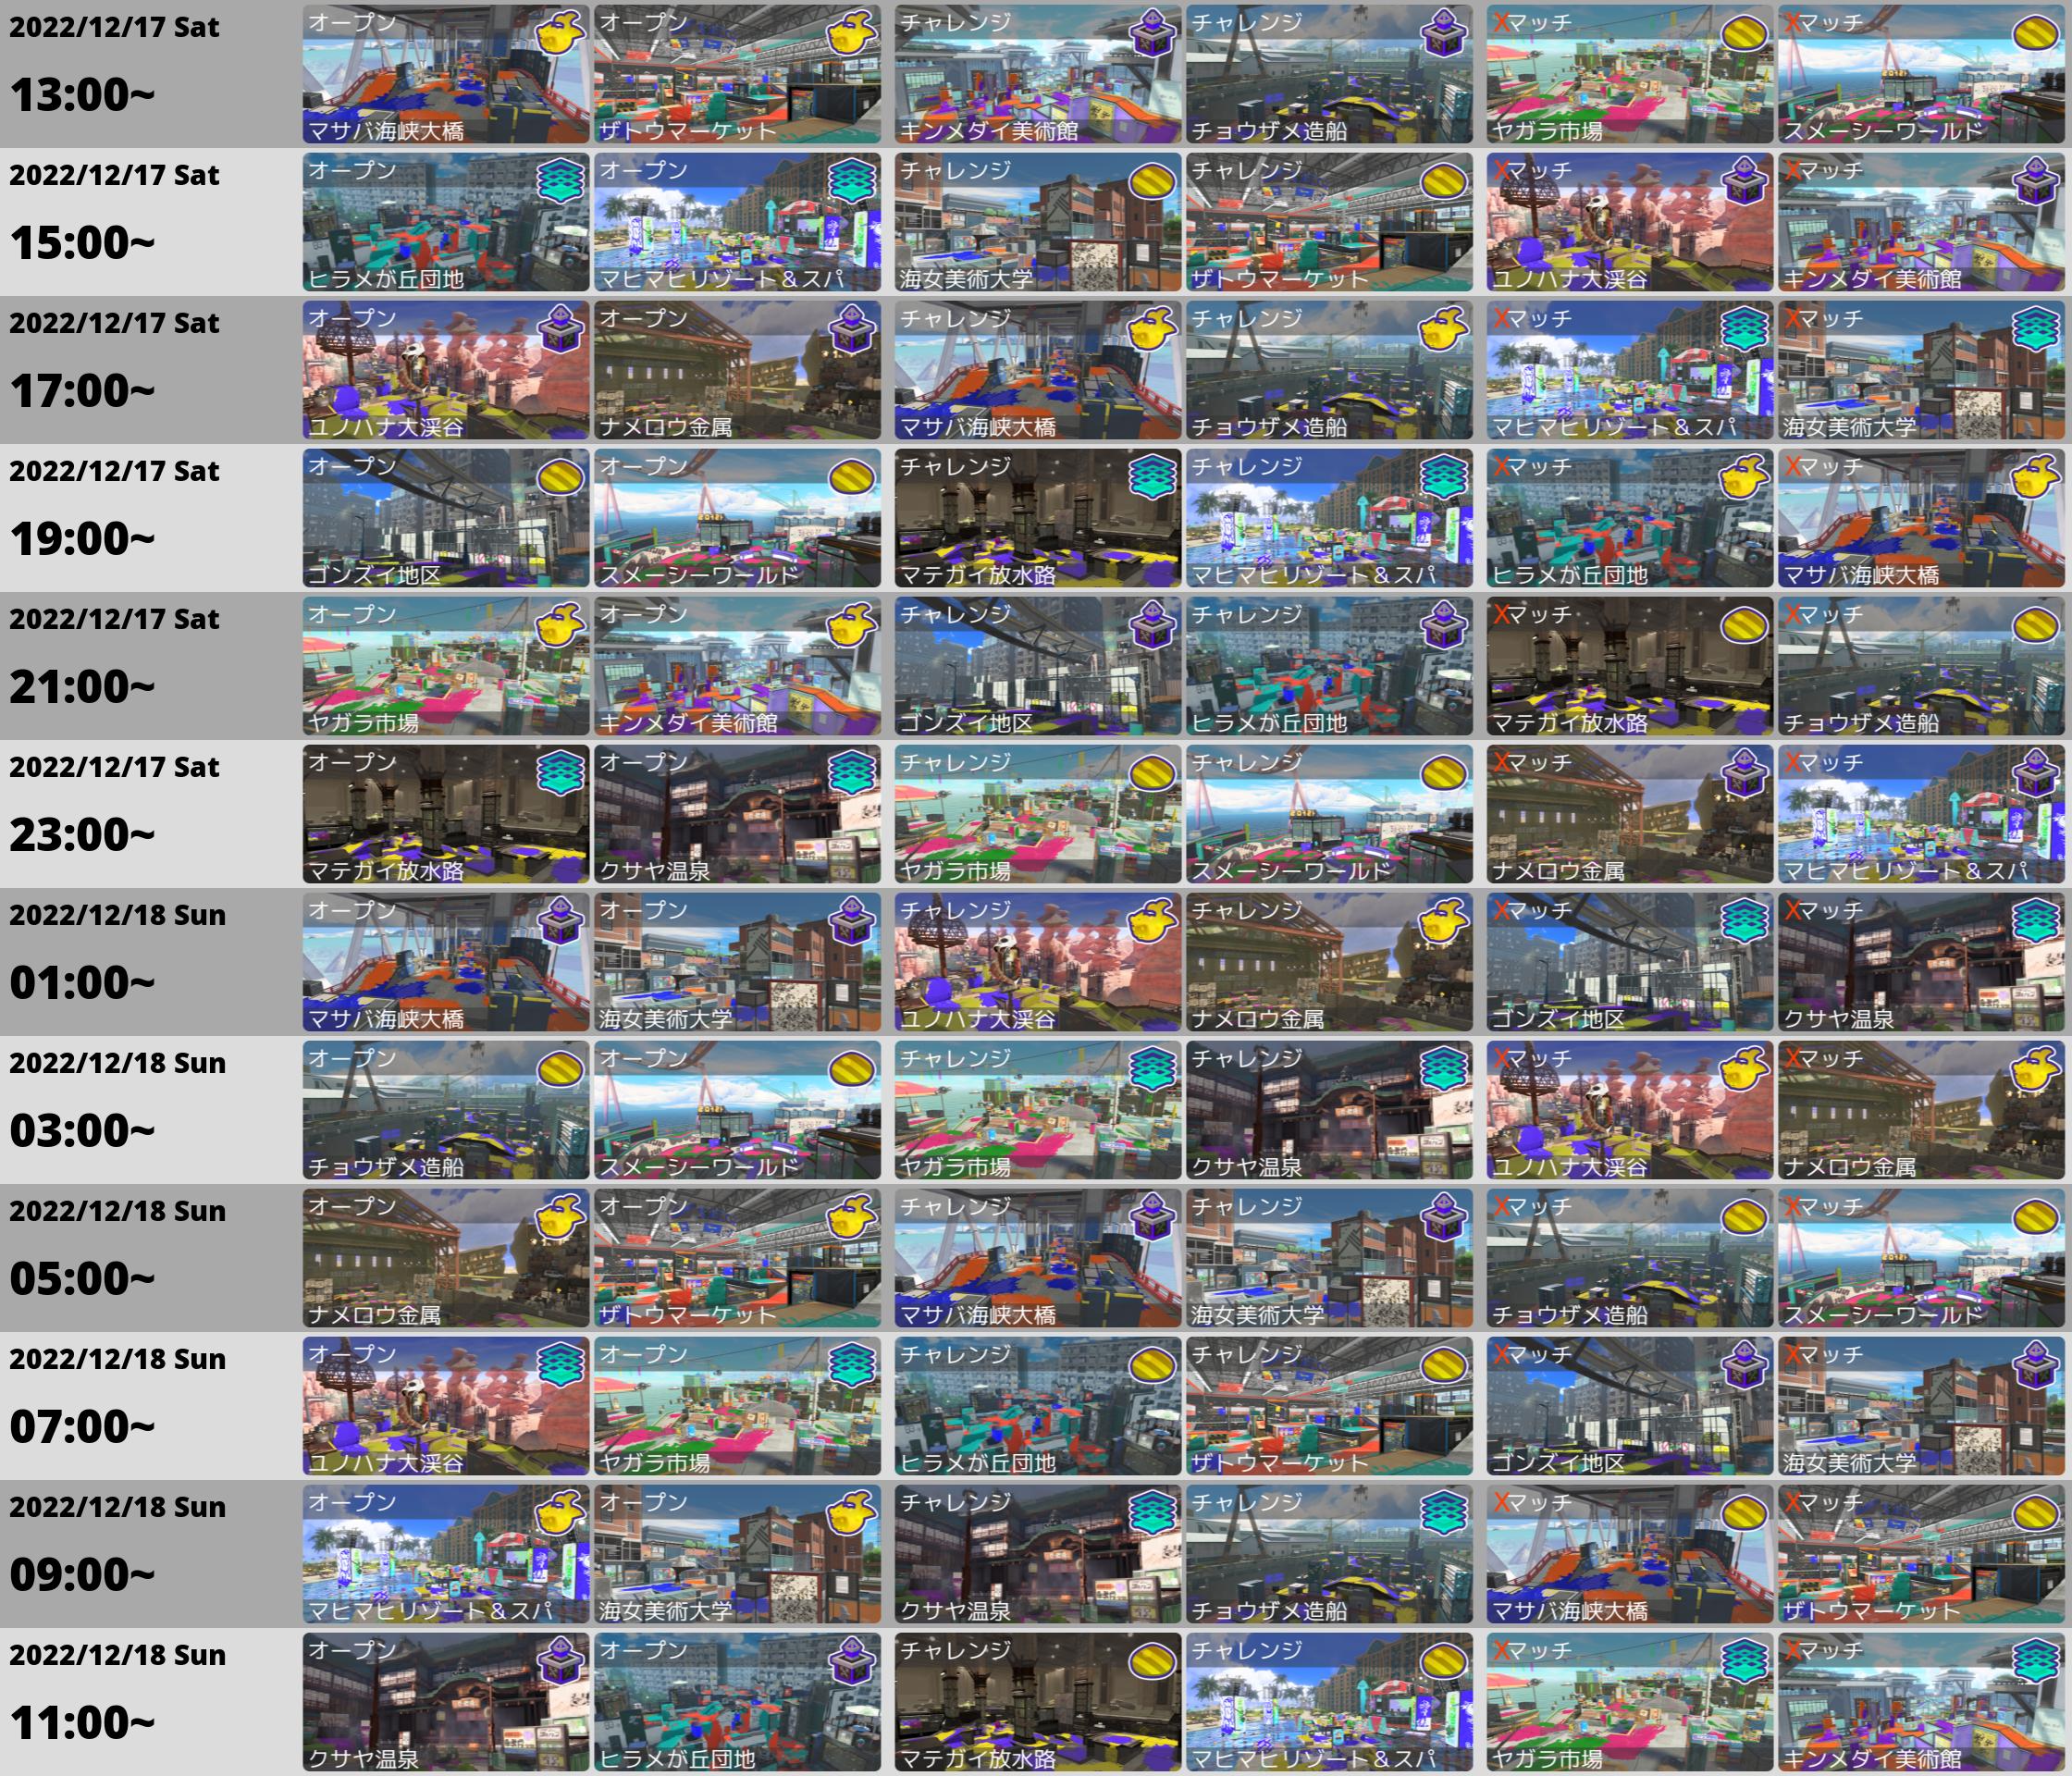 2022/12/17 Sat
13:00~
オープン
マサバ海峡大橋
オープン
ザトウマーケット
チャレンジ
キンメダイ美術館
チャレンジ
チョウザメ造船
Xマッチ
ヤガラ市場
Xマッチ
スメーシーワールド
2022/12/17 Sat
15:00~
オープン
ヒラメが丘団地
オープン
マヒマヒリゾート＆スパ
チャレンジ
海女美術大学
チャレンジ
ザトウマーケット
Xマッチ
ユノハナ大渓谷
Xマッチ
キンメダイ美術館
2022/12/17 Sat
17:00~
オープン
ユノハナ大渓谷
オープン
ナメロウ金属
チャレンジ
マサバ海峡大橋
チャレンジ
チョウザメ造船
Xマッチ
マヒマヒリゾート＆スパ
Xマッチ
海女美術大学
2022/12/17 Sat
19:00~
オープン
ゴンズイ地区
オープン
スメーシーワールド
チャレンジ
マテガイ放水路
チャレンジ
マヒマヒリゾート＆スパ
Xマッチ
ヒラメが丘団地
Xマッチ
マサバ海峡大橋
2022/12/17 Sat
21:00~
オープン
ヤガラ市場
オープン
キンメダイ美術館
チャレンジ
ゴンズイ地区
チャレンジ
ヒラメが丘団地
Xマッチ
マテガイ放水路
Xマッチ
チョウザメ造船
2022/12/17 Sat
23:00~
オープン
マテガイ放水路
オープン
クサヤ温泉
チャレンジ
ヤガラ市場
チャレンジ
スメーシーワールド
Xマッチ
ナメロウ金属
Xマッチ
マヒマヒリゾート＆スパ
2022/12/18 Sun
01:00~
オープン
マサバ海峡大橋
オープン
海女美術大学
チャレンジ
ユノハナ大渓谷
チャレンジ
ナメロウ金属
Xマッチ
ゴンズイ地区
Xマッチ
クサヤ温泉
2022/12/18 Sun
03:00~
オープン
チョウザメ造船
オープン
スメーシーワールド
チャレンジ
ヤガラ市場
チャレンジ
クサヤ温泉
Xマッチ
ユノハナ大渓谷
Xマッチ
ナメロウ金属
2022/12/18 Sun
05:00~
オープン
ナメロウ金属
オープン
ザトウマーケット
チャレンジ
マサバ海峡大橋
チャレンジ
海女美術大学
Xマッチ
チョウザメ造船
Xマッチ
スメーシーワールド
2022/12/18 Sun
07:00~
オープン
ユノハナ大渓谷
オープン
ヤガラ市場
チャレンジ
ヒラメが丘団地
チャレンジ
ザトウマーケット
Xマッチ
ゴンズイ地区
Xマッチ
海女美術大学
2022/12/18 Sun
09:00~
オープン
マヒマヒリゾート＆スパ
オープン
海女美術大学
チャレンジ
クサヤ温泉
チャレンジ
チョウザメ造船
Xマッチ
マサバ海峡大橋
Xマッチ
ザトウマーケット
2022/12/18 Sun
11:00~
オープン
クサヤ温泉
オープン
ヒラメが丘団地
チャレンジ
マテガイ放水路
チャレンジ
マヒマヒリゾート＆スパ
Xマッチ
ヤガラ市場
Xマッチ
キンメダイ美術館